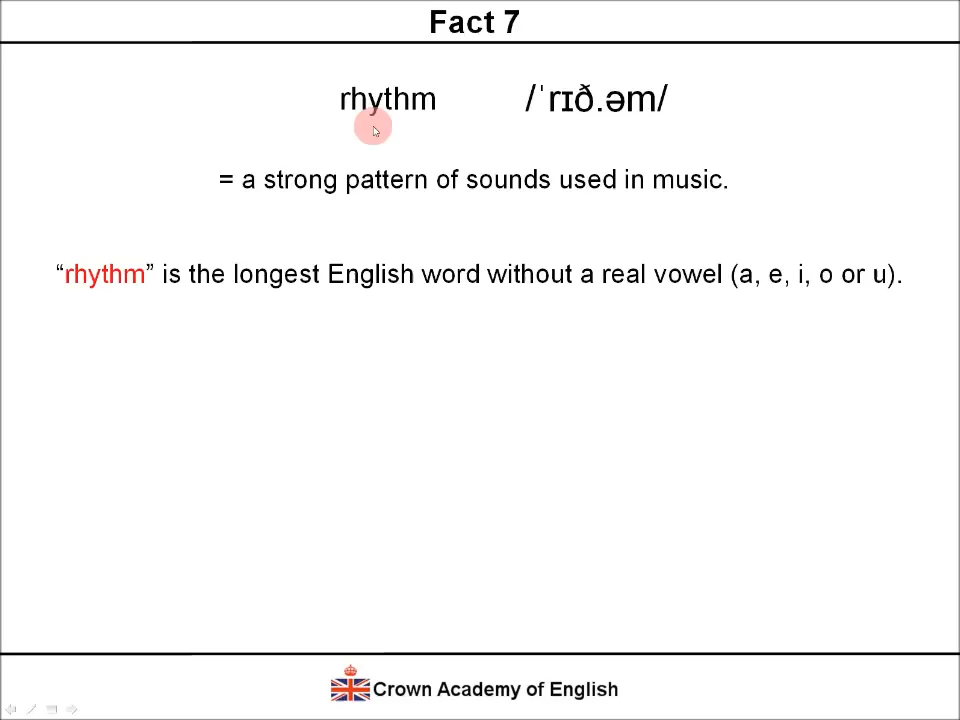 Fact 7
rhythm /ˈrɪð.əm/
= a strong pattern of sounds used in music.
“rhythm” is the longest English word without a real vowel (a, e, i, o or u).
Crown Academy of English